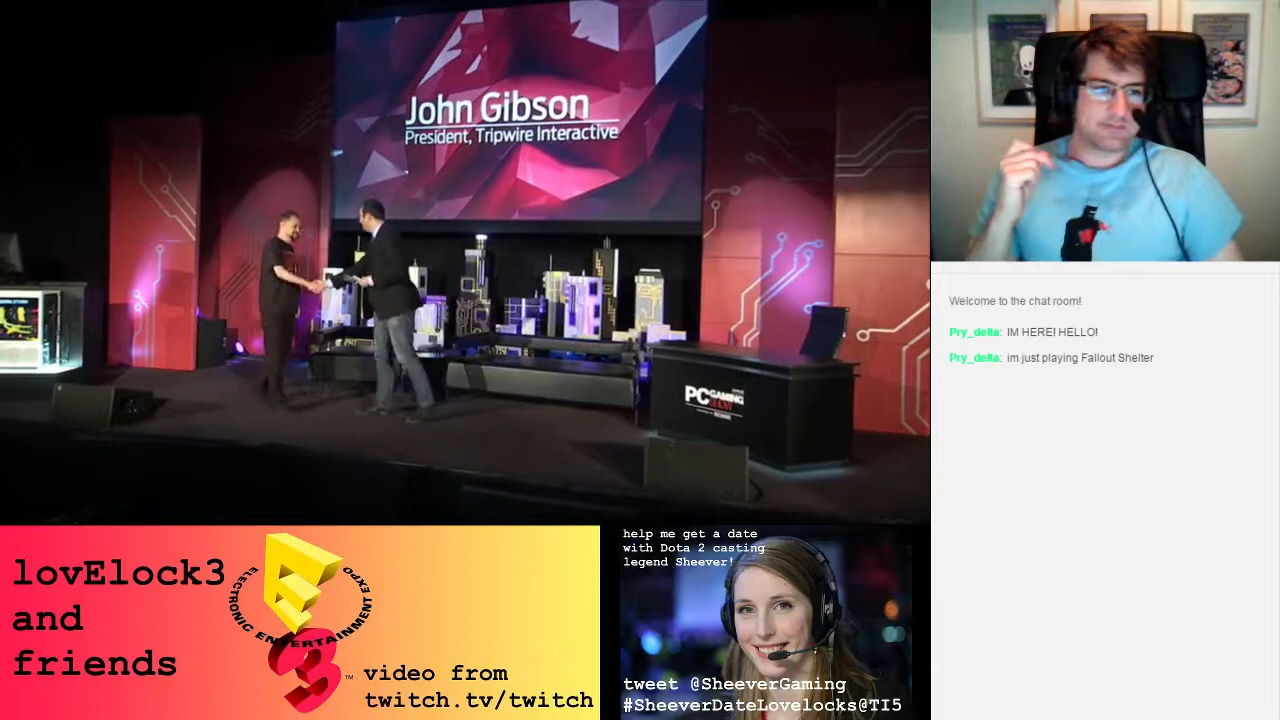 John Gibson
President, Tripwire Interactive
PC GAMING
SHOW
Welcome to the chat room!
Pry_delta: IM HERE! HELLO!
Pry_delta: im just playing Fallout Shelter
lovElock3
and
friends
ELECTRONIC ENTERTAINMENT EXPO
E3
TM
video from
twitch.tv/twitch
help me get a date
with Dota 2 casting
legend Sheever!
tweet @SheeverGaming
#SheeverDateLovelocks@TI5